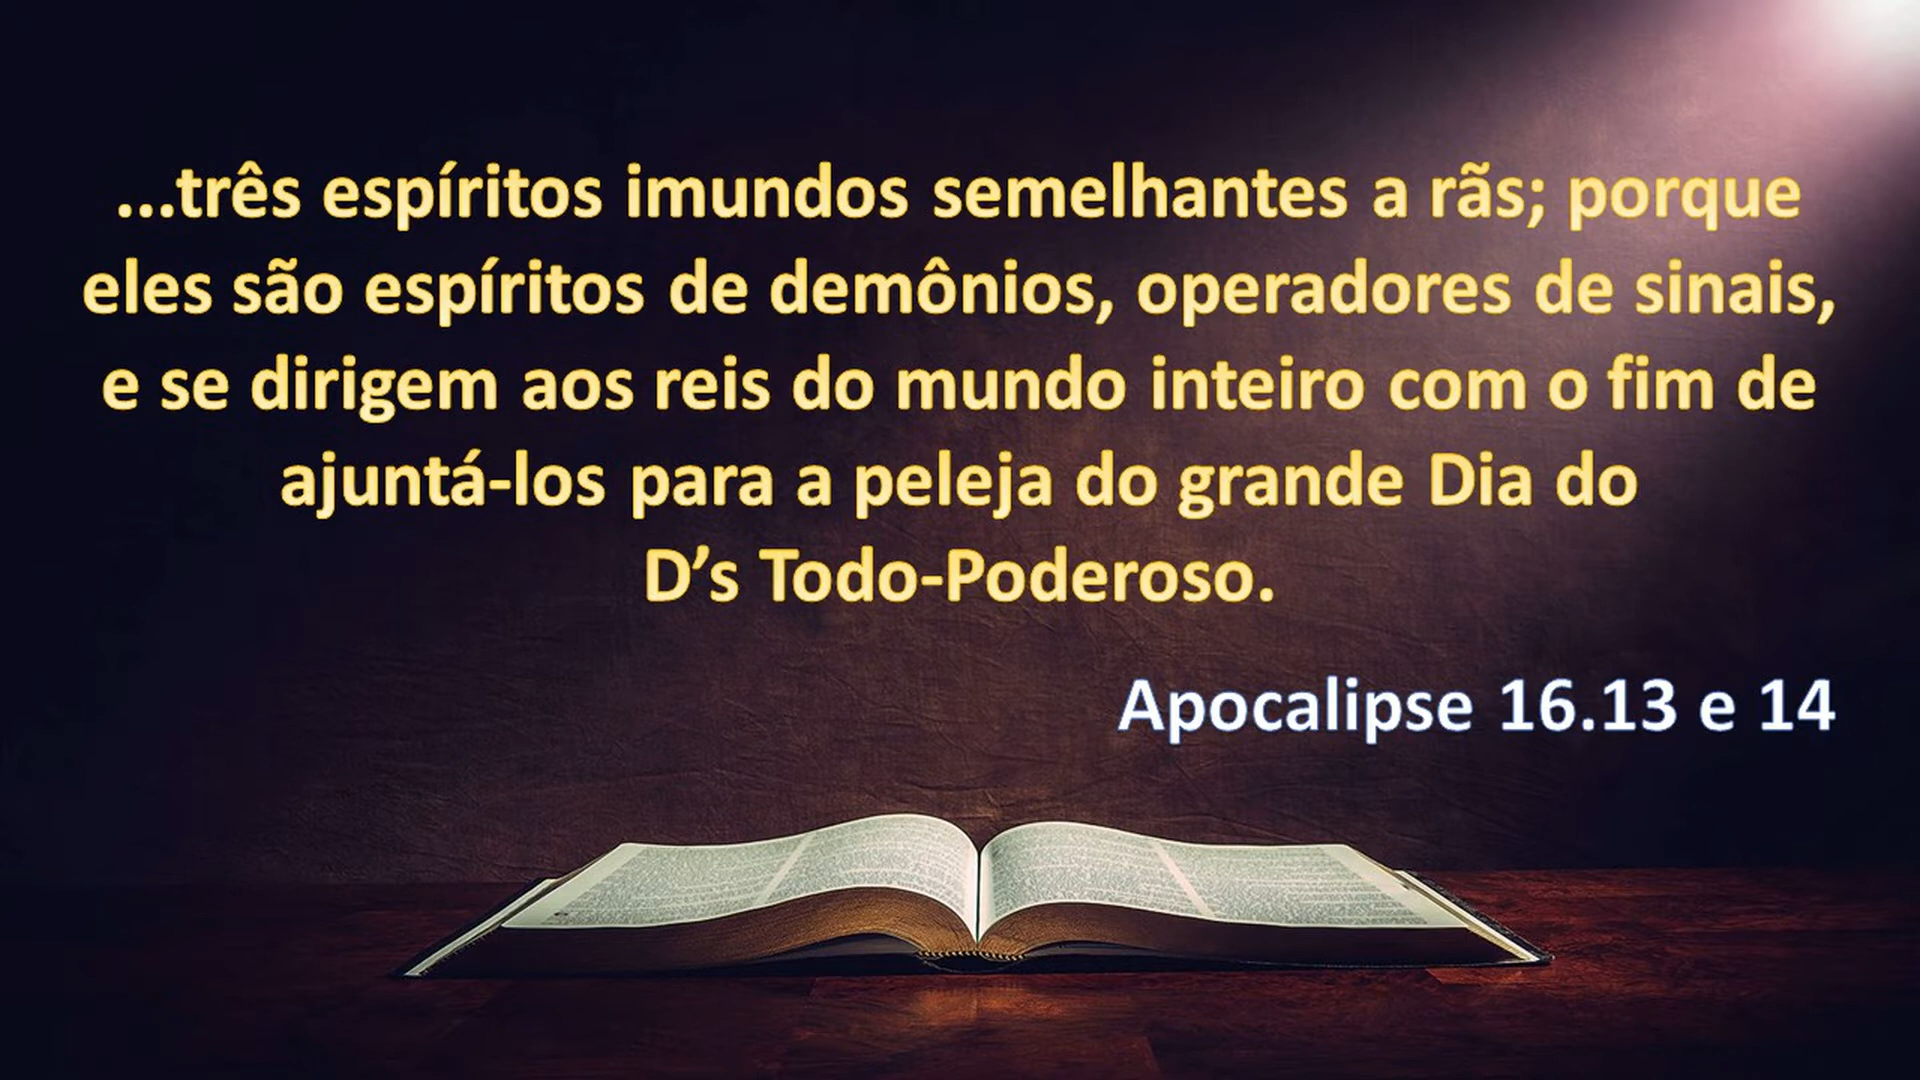 ...três espíritos imundos semelhantes a rãs; porque
eles são espíritos de demônios, operadores de sinais,
e se dirigem aos reis do mundo inteiro com o fim de
ajuntá-los para a peleja do grande Dia do
D’s Todo-Poderoso.
Apocalipse 16.13 e 14